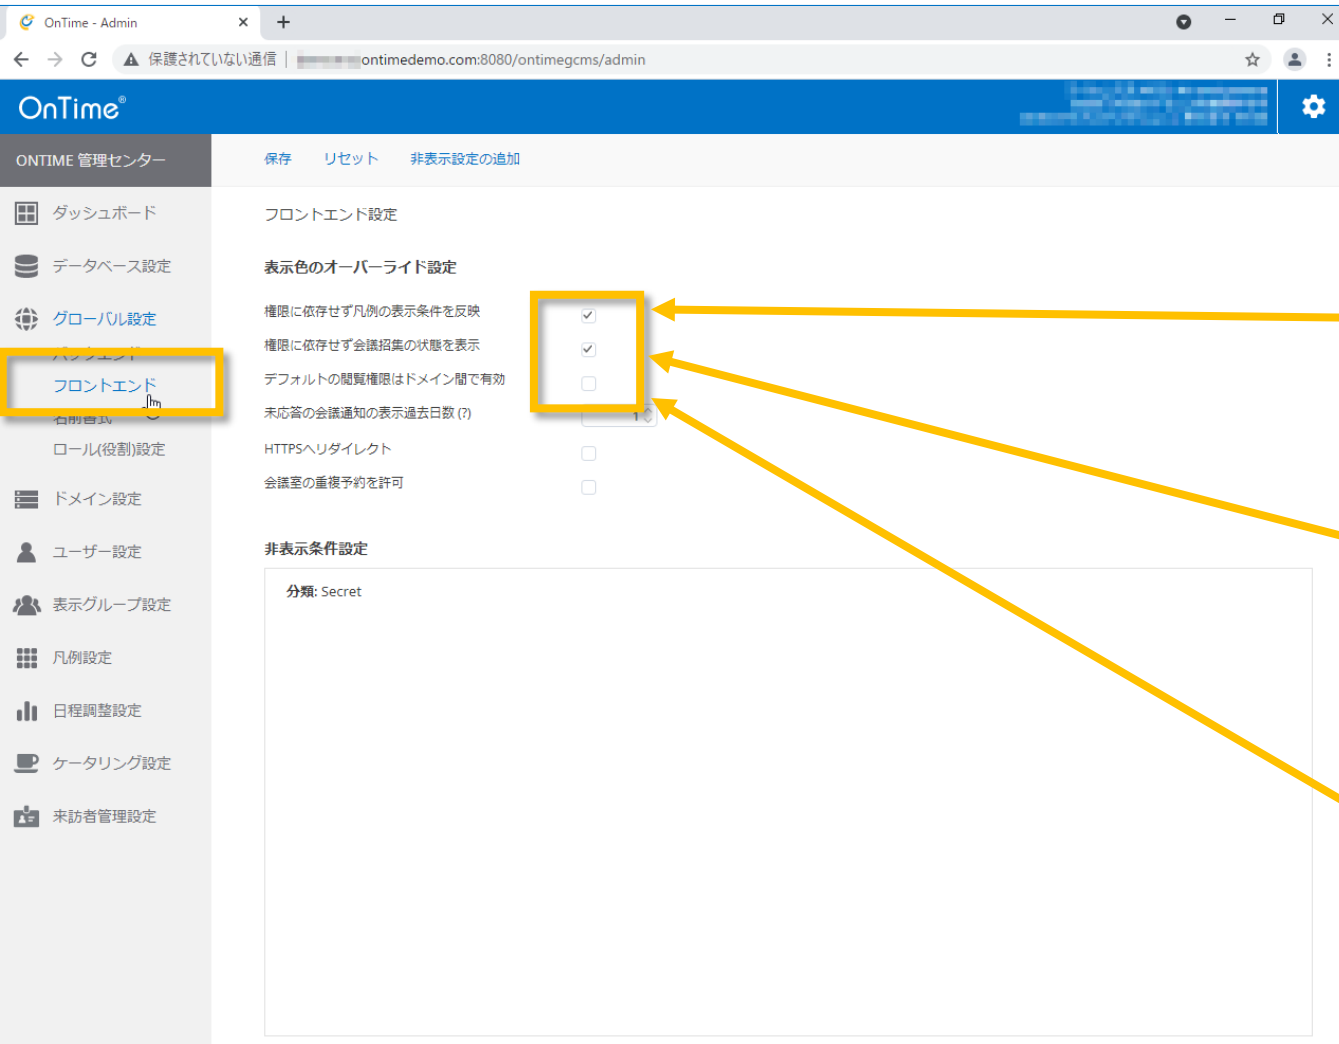 OnTime - Admin
保護されていない通信 | ontimedemo.com:8080/ontimegcms/admin
OnTime®
ONTIME 管理センター
保存 リセット 非表示設定の追加
ダッシュボード
データベース設定
グローバル設定
バックエンド
フロントエンド
名前書式
ロール(役割)設定
ドメイン設定
ユーザー設定
表示グループ設定
凡例設定
日程調整設定
ケータリング設定
来訪者管理設定
フロントエンド設定
表示色のオーバーライド設定
権限に依存せず凡例の表示条件を反映
権限に依存せず会議招集の状態を表示
デフォルトの閲覧権限はドメイン間で有効
未応答の会議通知の表示過去日数 (?) 1
HTTPSへリダイレクト
会議室の重複予約を許可
非表示条件設定
分類: Secret